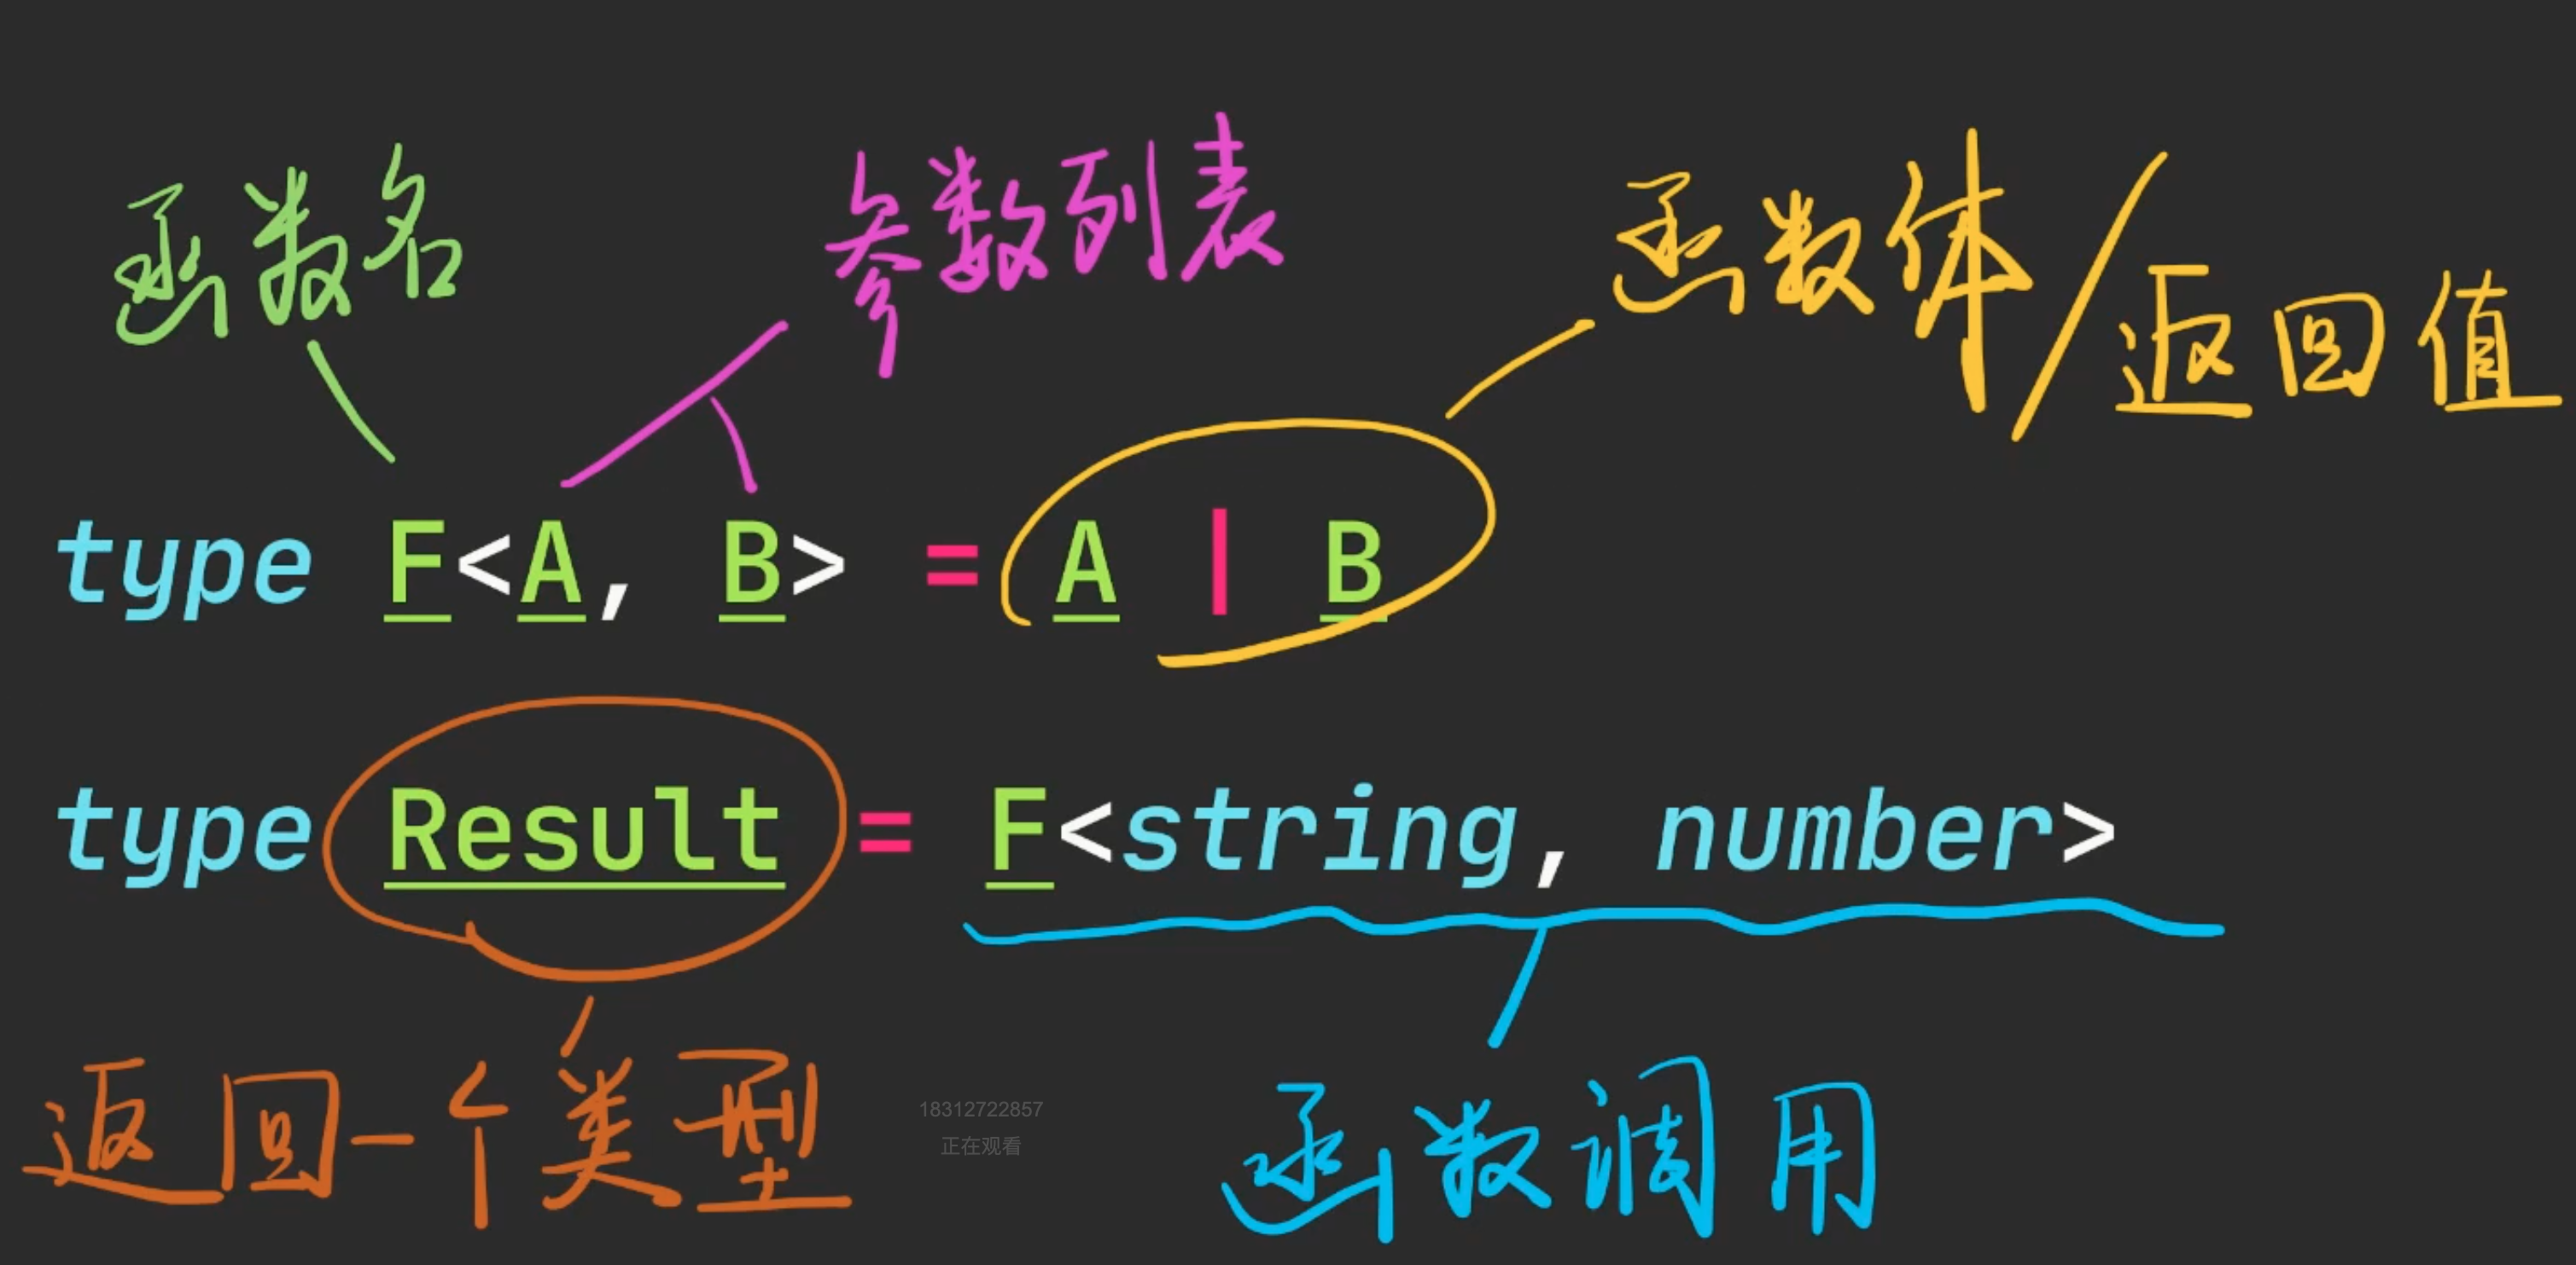 函数名
参数列表
函数体/返回值
type F<A, B> = A | B
type Result = F<string, number>
返回一个类型
函数调用
18312722857
正在观看